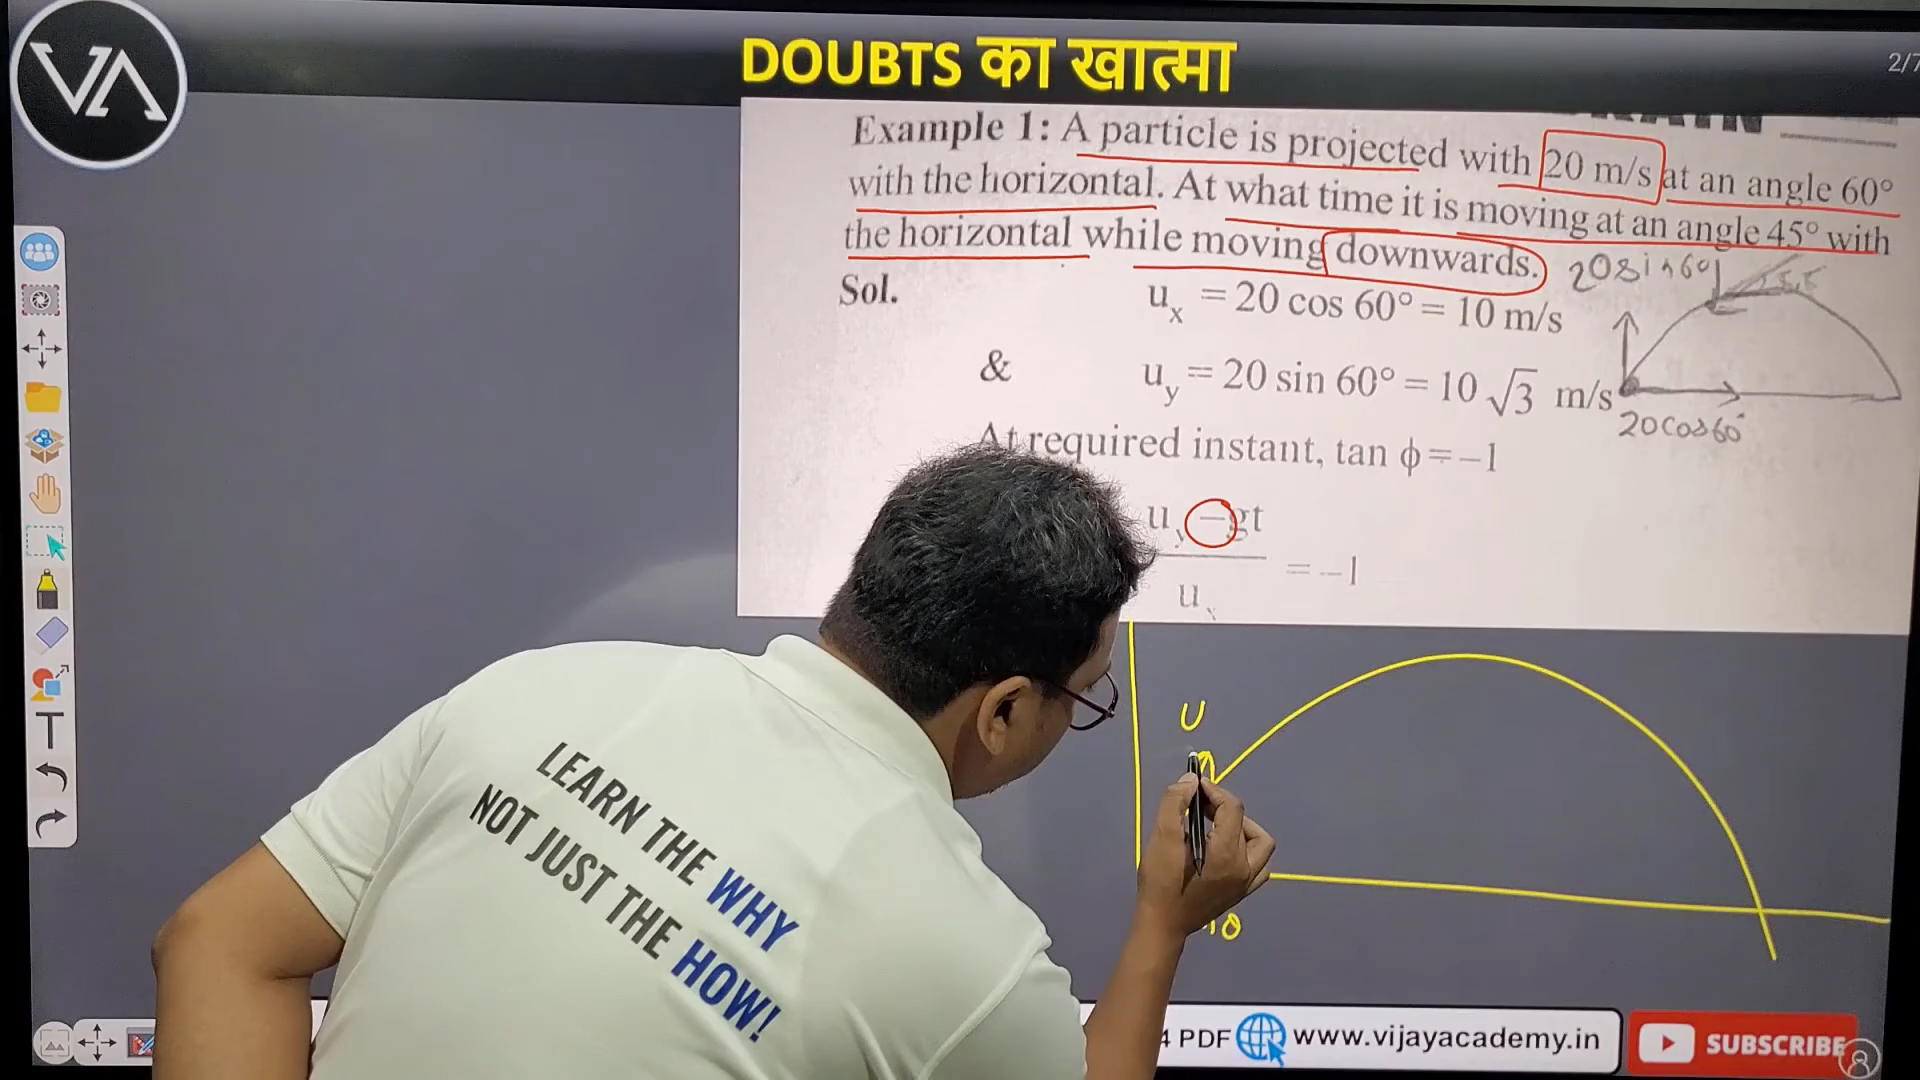 VA
DOUBTS का खात्मा
2/7
Example 1: A particle is projected with 20 m/s at an angle 60°
with the horizontal. At what time it is moving at an angle 45° with
the horizontal while moving downwards.
20sin60
Sol.
uₓ = 20 cos 60° = 10 m/s
& u_y = 20 sin 60° = 10 √3 m/s
20cos60°
At required instant, tan ϕ = –1
u_y – gt
= –1
uₓ
U
θ
LEARN THE WHY
NOT JUST THE HOW!
T
PDF
www.vijayacademy.in
SUBSCRIBE